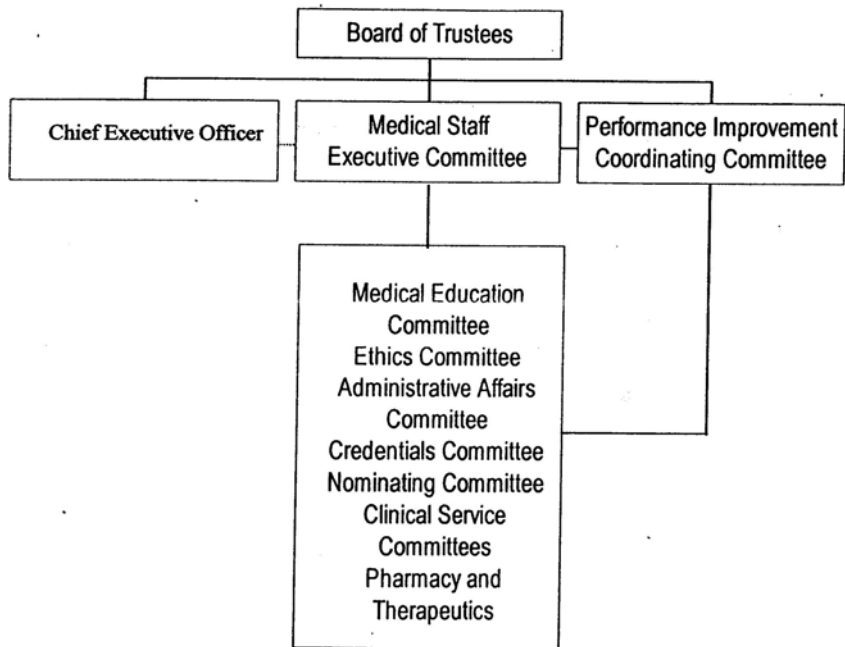 Board of Trustees
Chief Executive Officer
Medical Staff
Executive Committee
Performance Improvement
Coordinating Committee
Medical Education
Committee
Ethics Committee
Administrative Affairs
Committee
Credentials Committee
Nominating Committee
Clinical Service
Committees
Pharmacy and
Therapeutics